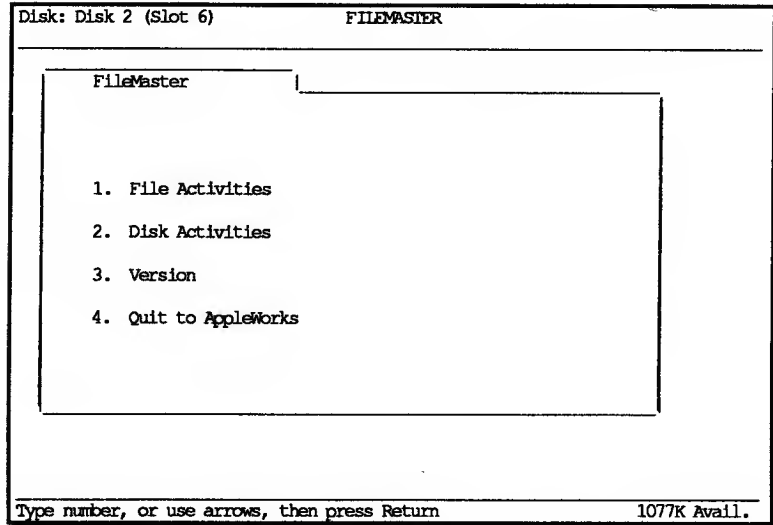 Disk: Disk 2 (Slot 6) FILEMASTER
FileMaster
1. File Activities
2. Disk Activities
3. Version
4. Quit to AppleWorks
Type number, or use arrows, then press Return 1077K Avail.